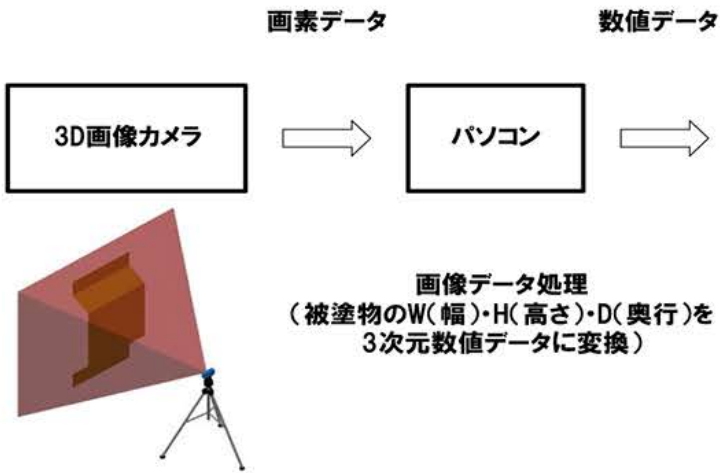 画素データ
数値データ
3D画像カメラ
パソコン
画像データ処理
（被塗物のW（幅）・H（高さ）・D（奥行）を
3次元数値データに変換）